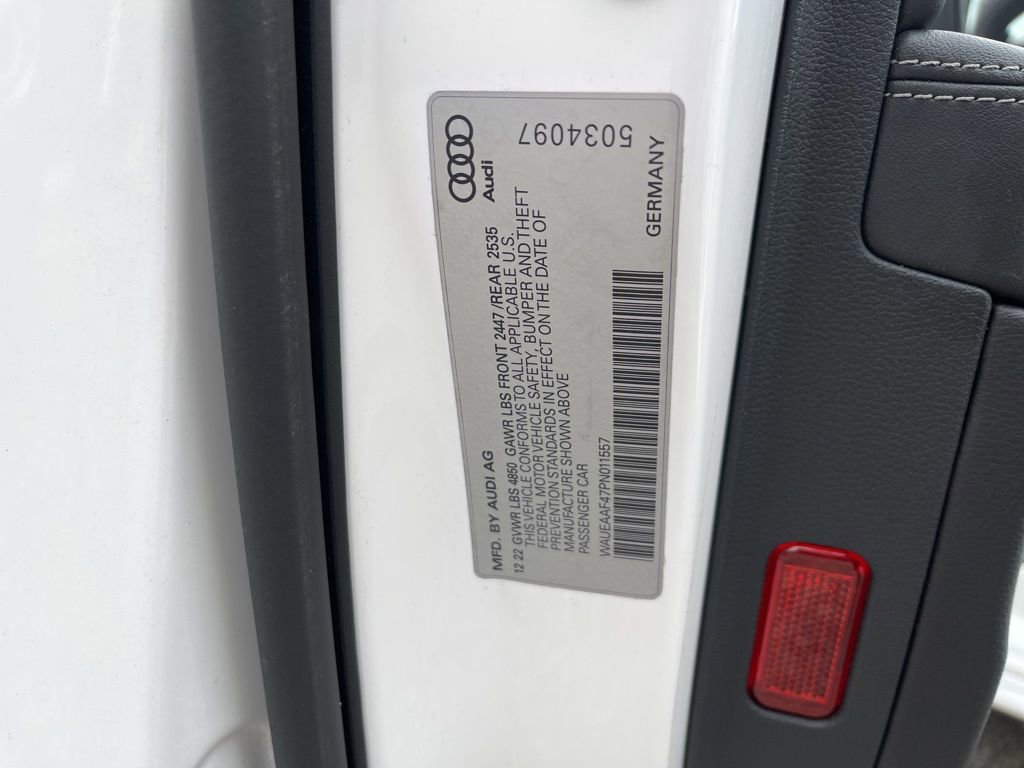 MFD. BY AUDI AG
Audi
12 22 GVWR LBS 4850 GAWR LBS FRONT 2447 /REAR 2535
THIS VEHICLE CONFORMS TO ALL APPLICABLE U.S.
FEDERAL MOTOR VEHICLE SAFETY, BUMPER AND THEFT
PREVENTION STANDARDS IN EFFECT ON THE DATE OF
MANUFACTURE SHOWN ABOVE
PASSENGER CAR
WAUEAAF47PN011557
GERMANY
5034097